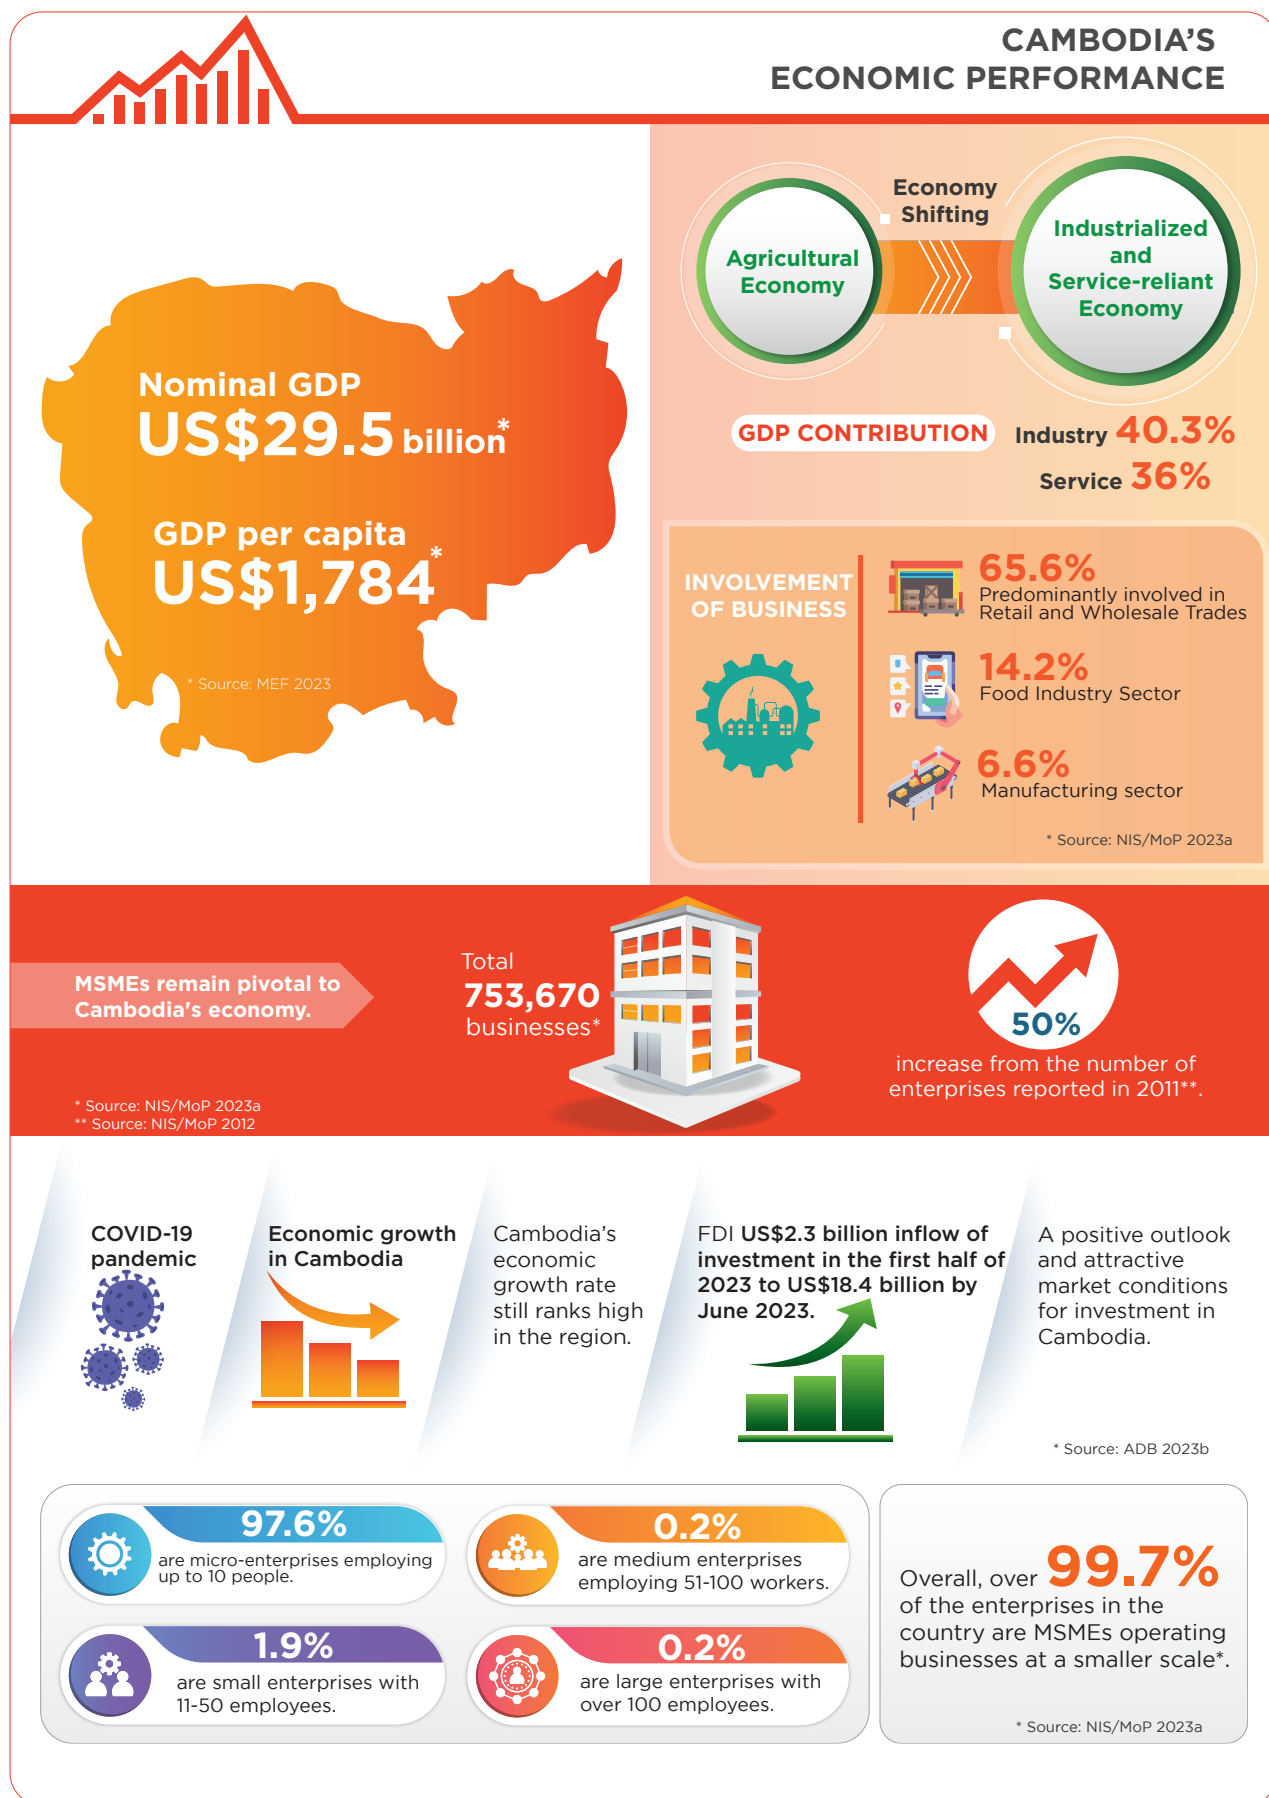 CAMBODIA'S
ECONOMIC PERFORMANCE
Nominal GDP
US$29.5 billion*
GDP per capita
US$1,784*
* Source: MEF 2023
Agricultural
Economy
Economy
Shifting
Industrialized
and
Service-reliant
Economy
GDP CONTRIBUTION
Industry 40.3%
Service 36%
INVOLVEMENT
OF BUSINESS
65.6%
Predominantly involved in
Retail and Wholesale Trades
14.2%
Food Industry Sector
6.6%
Manufacturing sector
* Source: NIS/MoP 2023a
MSMEs remain pivotal to
Cambodia's economy.
Total
753,670
businesses*
50%
increase from the number of
enterprises reported in 2011**.
* Source: NIS/MoP 2023a
** Source: NIS/MoP 2012
COVID-19
pandemic
Economic growth
in Cambodia
Cambodia's
economic
growth rate
still ranks high
in the region.
FDI US$2.3 billion inflow of
investment in the first half of
2023 to US$18.4 billion by
June 2023.
A positive outlook
and attractive
market conditions
for investment in
Cambodia.
* Source: ADB 2023b
97.6%
are micro-enterprises employing
up to 10 people.
0.2%
are medium enterprises
employing 51-100 workers.
1.9%
are small enterprises with
11-50 employees.
0.2%
are large enterprises with
over 100 employees.
Overall, over 99.7%
of the enterprises in the
country are MSMEs operating
businesses at a smaller scale*.
* Source: NIS/MoP 2023a